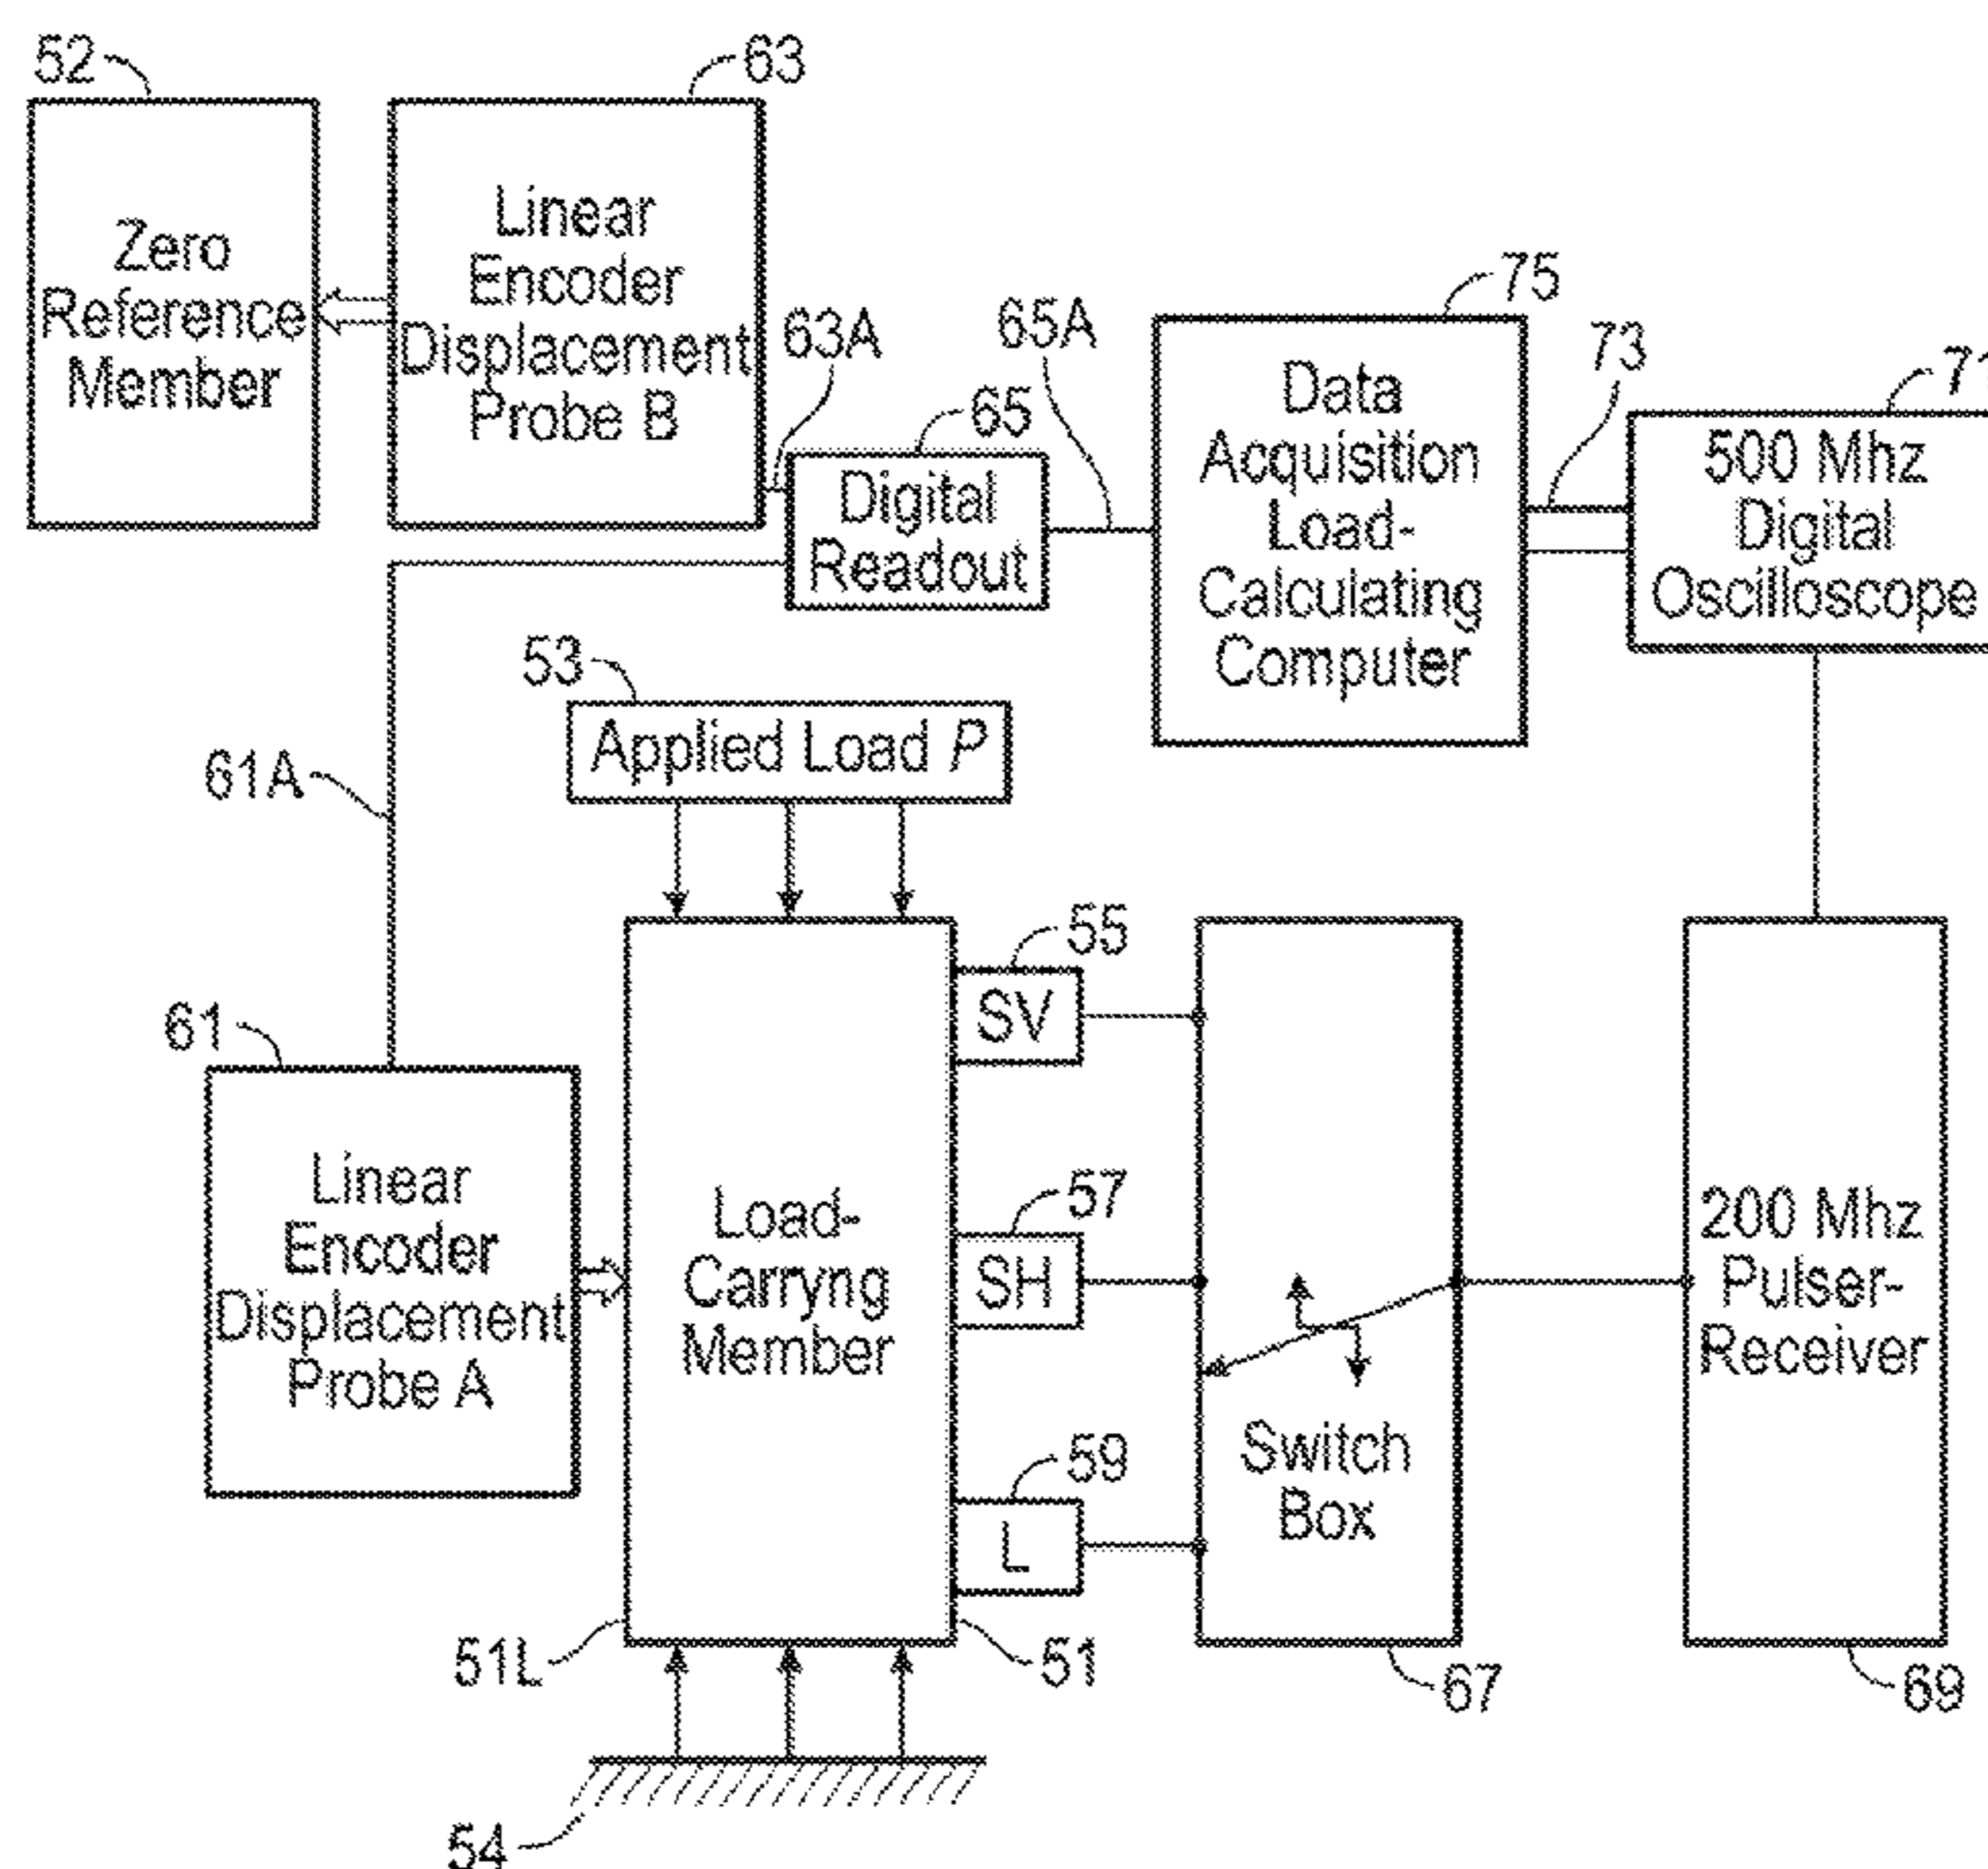 52
63
Zero
Reference
Member
Linear
Encoder
Displacement
Probe B
63A
65A
75
73
71
65
Digital
Readout
Data
Acquisition
Load-
Calculating
Computer
500 Mhz
Digital
Oscilloscope
53
Applied Load P
61A
61
Linear
Encoder
Displacement
Probe A
Load-
Carryng
Member
55
SV
57
SH
59
L
Switch
Box
200 Mhz
Pulser-
Receiver
51L
51
67
69
54